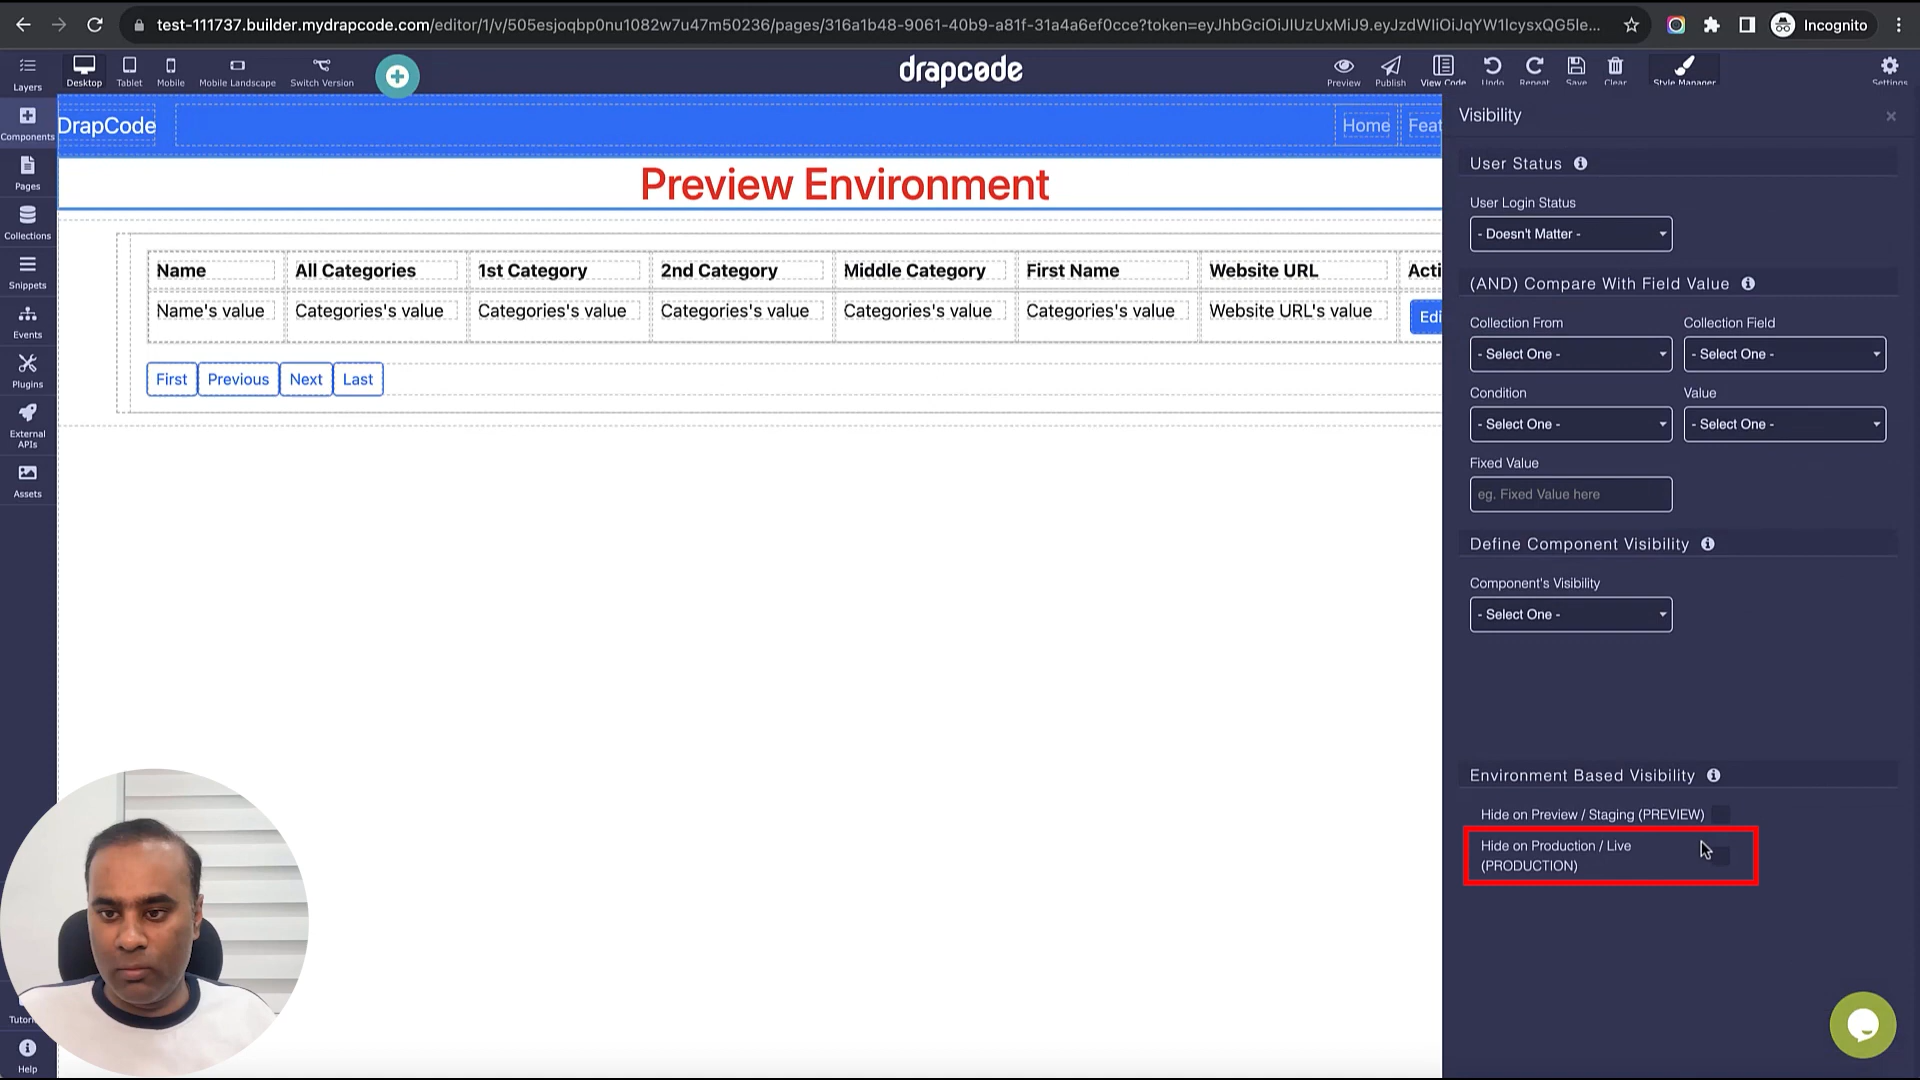 test-111737.builder.mydrapcode.com/editor/1/v/505esjoqbp0nu1082w7u47m50236/pages/316a1b48-9061-40b9-a81f-31a4a6ef0cce?token=eyJhbGciOiJIUzUxMiJ9.eyJzdWIiOiJqYW1lcysxQG5le...
Incognito
Layers
Desktop
Tablet
Mobile
Mobile Landscape
Switch Version
drapcode
Preview
Publish
View Code
Undo
Repeat
Save
Clear
Style Manager
Settings
Components
Pages
Collections
Snippets
Events
Plugins
External
APIs
Assets
Help
DrapCode
Home
Feat
Preview Environment
Name All Categories 1st Category 2nd Category Middle Category First Name Website URL Acti
Name's value Categories's value Categories's value Categories's value Categories's value Categories's value Website URL's value Edi
First Previous Next Last
Visibility
User Status
User Login Status
- Doesn't Matter -
(AND) Compare With Field Value
Collection From Collection Field
- Select One - - Select One -
Condition Value
- Select One - - Select One -
Fixed Value
eg. Fixed Value here
Define Component Visibility
Component's Visibility
- Select One -
Environment Based Visibility
Hide on Preview / Staging (PREVIEW)
Hide on Production / Live
(PRODUCTION)